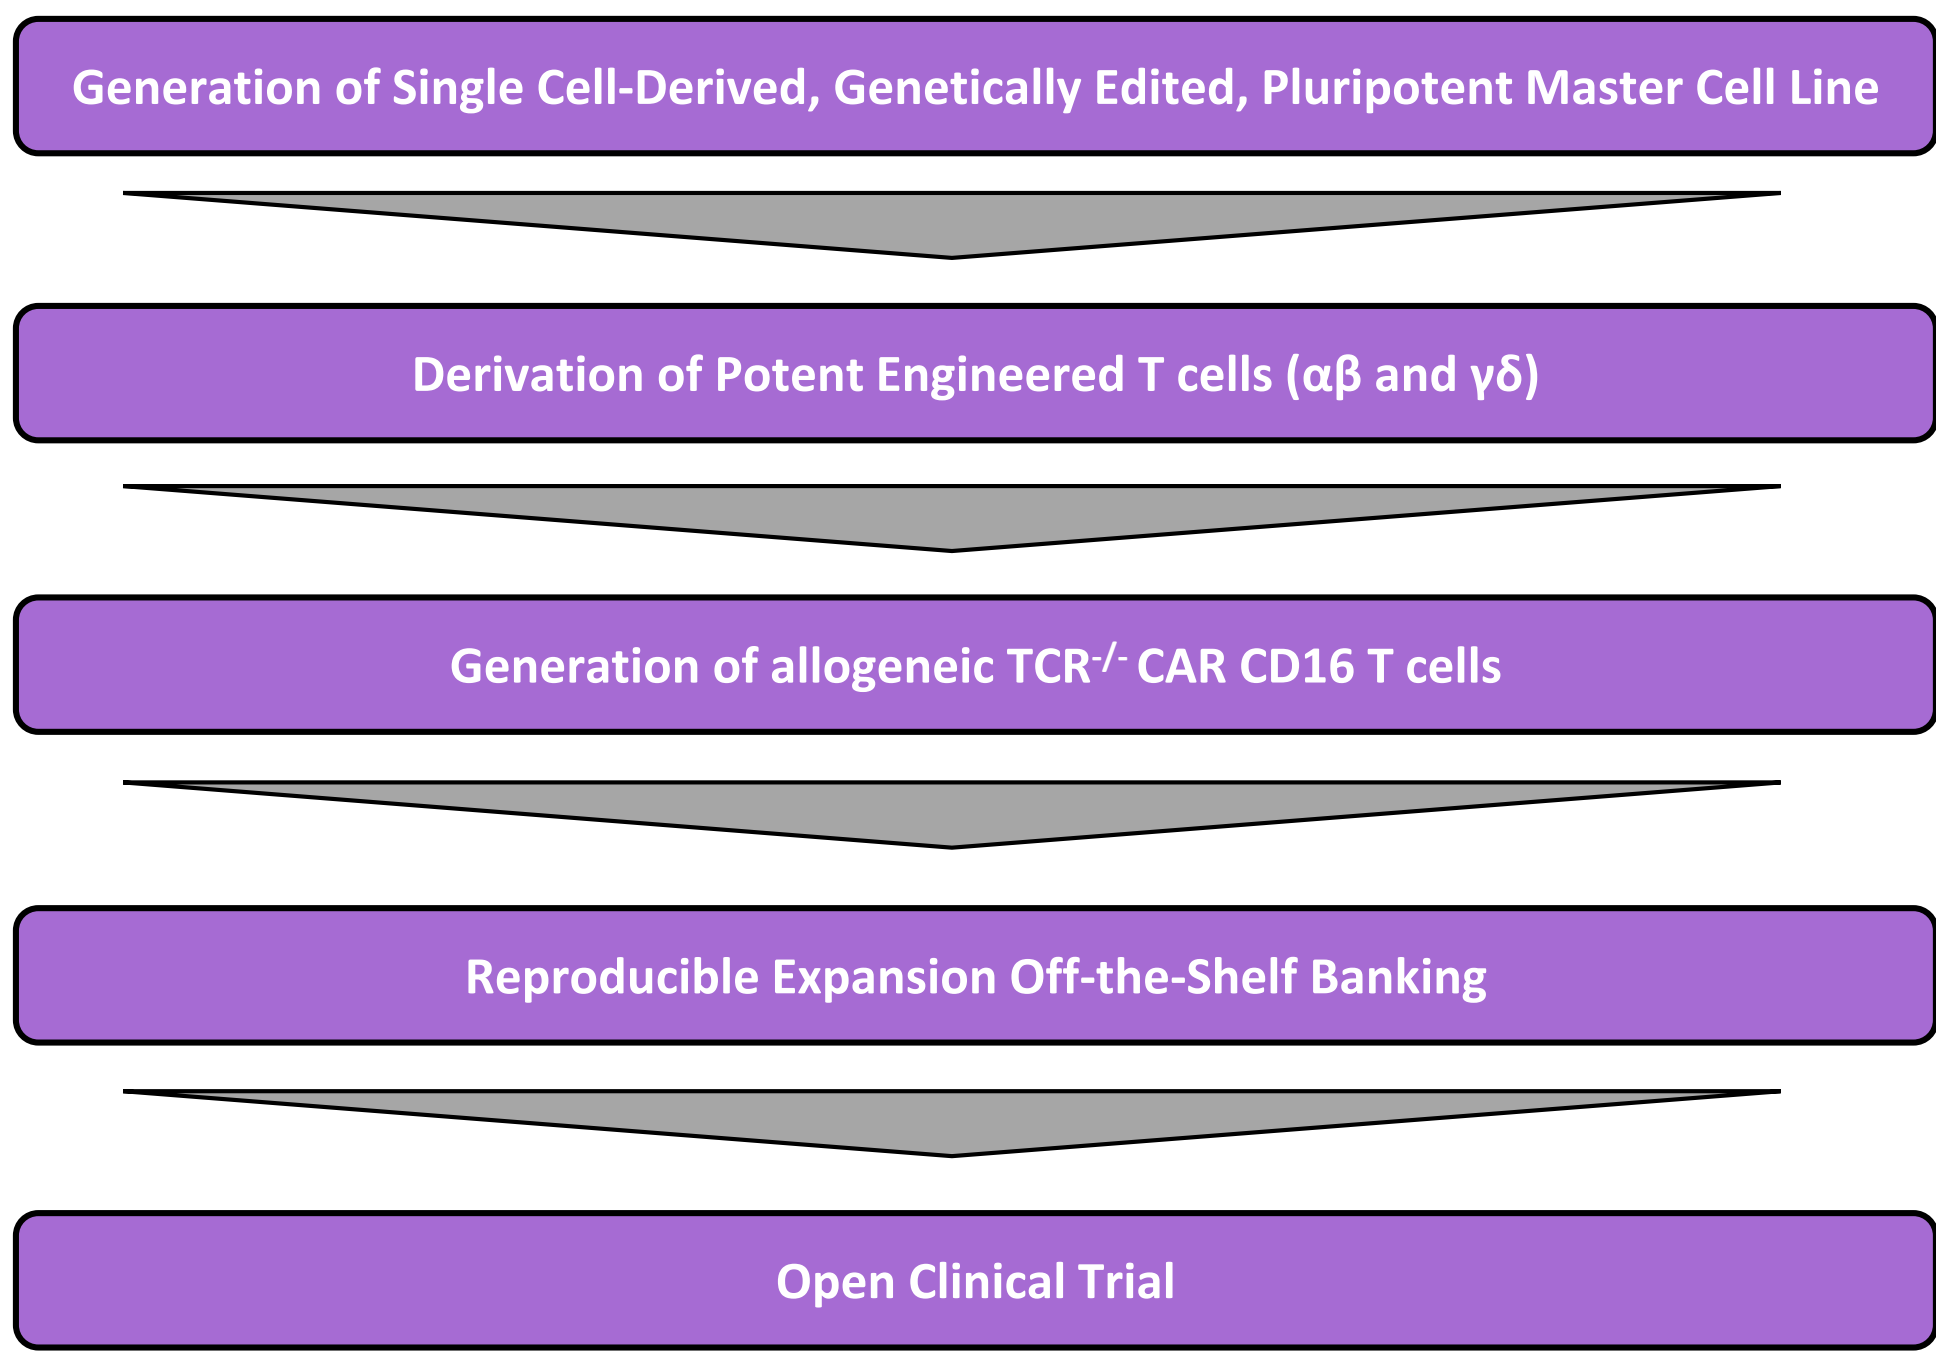 Generation of Single Cell-Derived, Genetically Edited, Pluripotent Master Cell Line
Derivation of Potent Engineered T cells (αβ and γδ)
Generation of allogeneic TCR⁻/⁻ CAR CD16 T cells
Reproducible Expansion Off-the-Shelf Banking
Open Clinical Trial